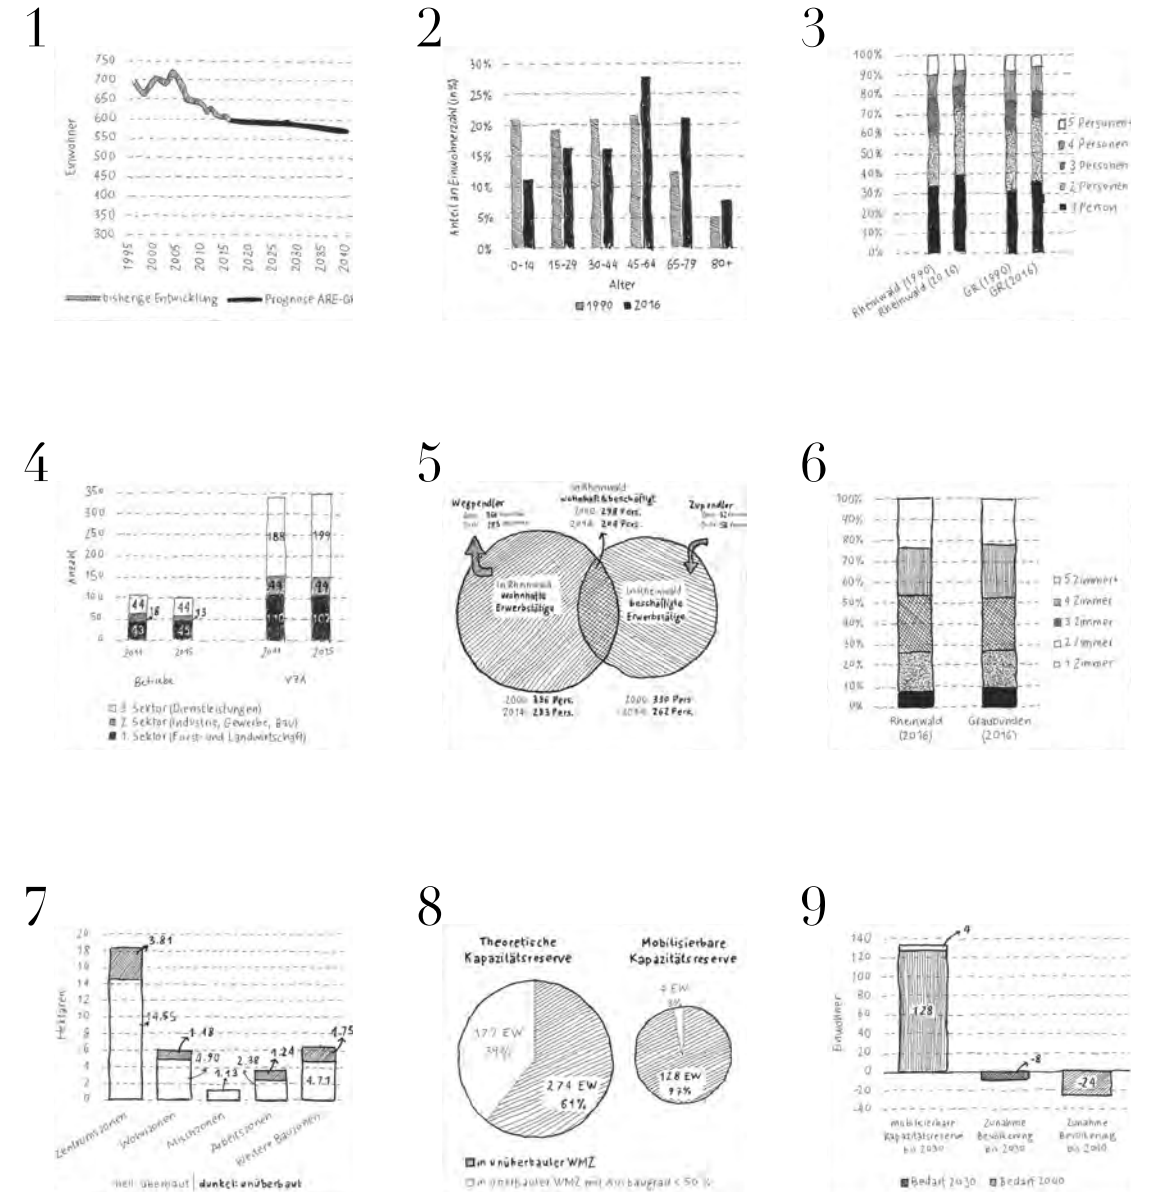 1
750
700
650
600
550
500
450
400
350
300
Einwohner
1995 2000 2005 2010 2015 2020 2025 2030 2035 2040
bisherige Entwicklung Prognose ARE-GR
2
30%
25%
20%
15%
10%
5%
0%
Anteil an Einwohnerzahl (in%)
0-14 15-29 30-44 45-64 65-79 80+
Alter
1990 2016
3
100%
90%
80%
70%
60%
50%
40%
30%
20%
10%
0%
5 Personen+
4 Personen
3 Personen
2 Personen
1 Person
Rheinwald (1990)
Rheinwald (2016)
GR (1990)
GR (2016)
4
350
300
250
200
150
100
50
0
Anzahl
44 18 43
44 13 45
188 44 110
199 44 102
2011 2015 2011 2015
Betriebe VZÄ
3. Sektor (Dienstleistungen)
2. Sektor (Industrie, Gewerbe, Bau)
1. Sektor (Forst- und Landwirtschaft)
5
Wegpendler
in Rheinwald
wohnhaft & beschäftigt
2000: 298 Pers.
2014: 208 Pers.
Zupendler
in Rheinwald
wohnhafte
Erwerbstätige
in Rheinwald
beschäftigte
Erwerbstätige
2000: 336 Pers.
2014: 283 Pers.
2000: 330 Pers.
2014: 262 Pers.
6
100%
90%
80%
70%
60%
50%
40%
30%
20%
10%
0%
5 Zimmer+
4 Zimmer
3 Zimmer
2 Zimmer
1 Zimmer
Rheinwald
(2016)
Graubünden
(2016)
7
20
18
16
14
12
10
8
6
4
2
0
Hektaren
3.81
14.55
1.18
4.90
1.13
2.38
1.24
1.75
4.71
Zentrumszonen
Wohnzonen
Mischzonen
Arbeitszonen
Weitere Bauzonen
hell: überbaut | dunkel: unüberbaut
8
Theoretische
Kapazitätsreserve
Mobilisierbare
Kapazitätsreserve
177 EW
39%
274 EW
61%
4 EW
3%
128 EW
97%
in unüberbauter WMZ
in überbauter WMZ mit Ausbaugrad < 50 %
9
140
120
100
80
60
40
20
0
-20
-40
Einwohner
4
128
-8
-24
mobilisierbare
Kapazitätsreserve
bis 2030
Zunahme
Bevölkerung
bis 2030
Zunahme
Bevölkerung
bis 2040
Bedarf 2030 Bedarf 2040